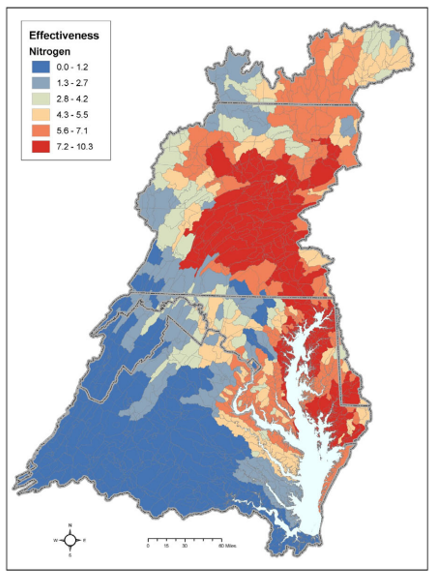 Effectiveness
Nitrogen
0.0 - 1.2
1.3 - 2.7
2.8 - 4.2
4.3 - 5.5
5.6 - 7.1
7.2 - 10.3
N
W
E
S
0 15 30 60 Miles